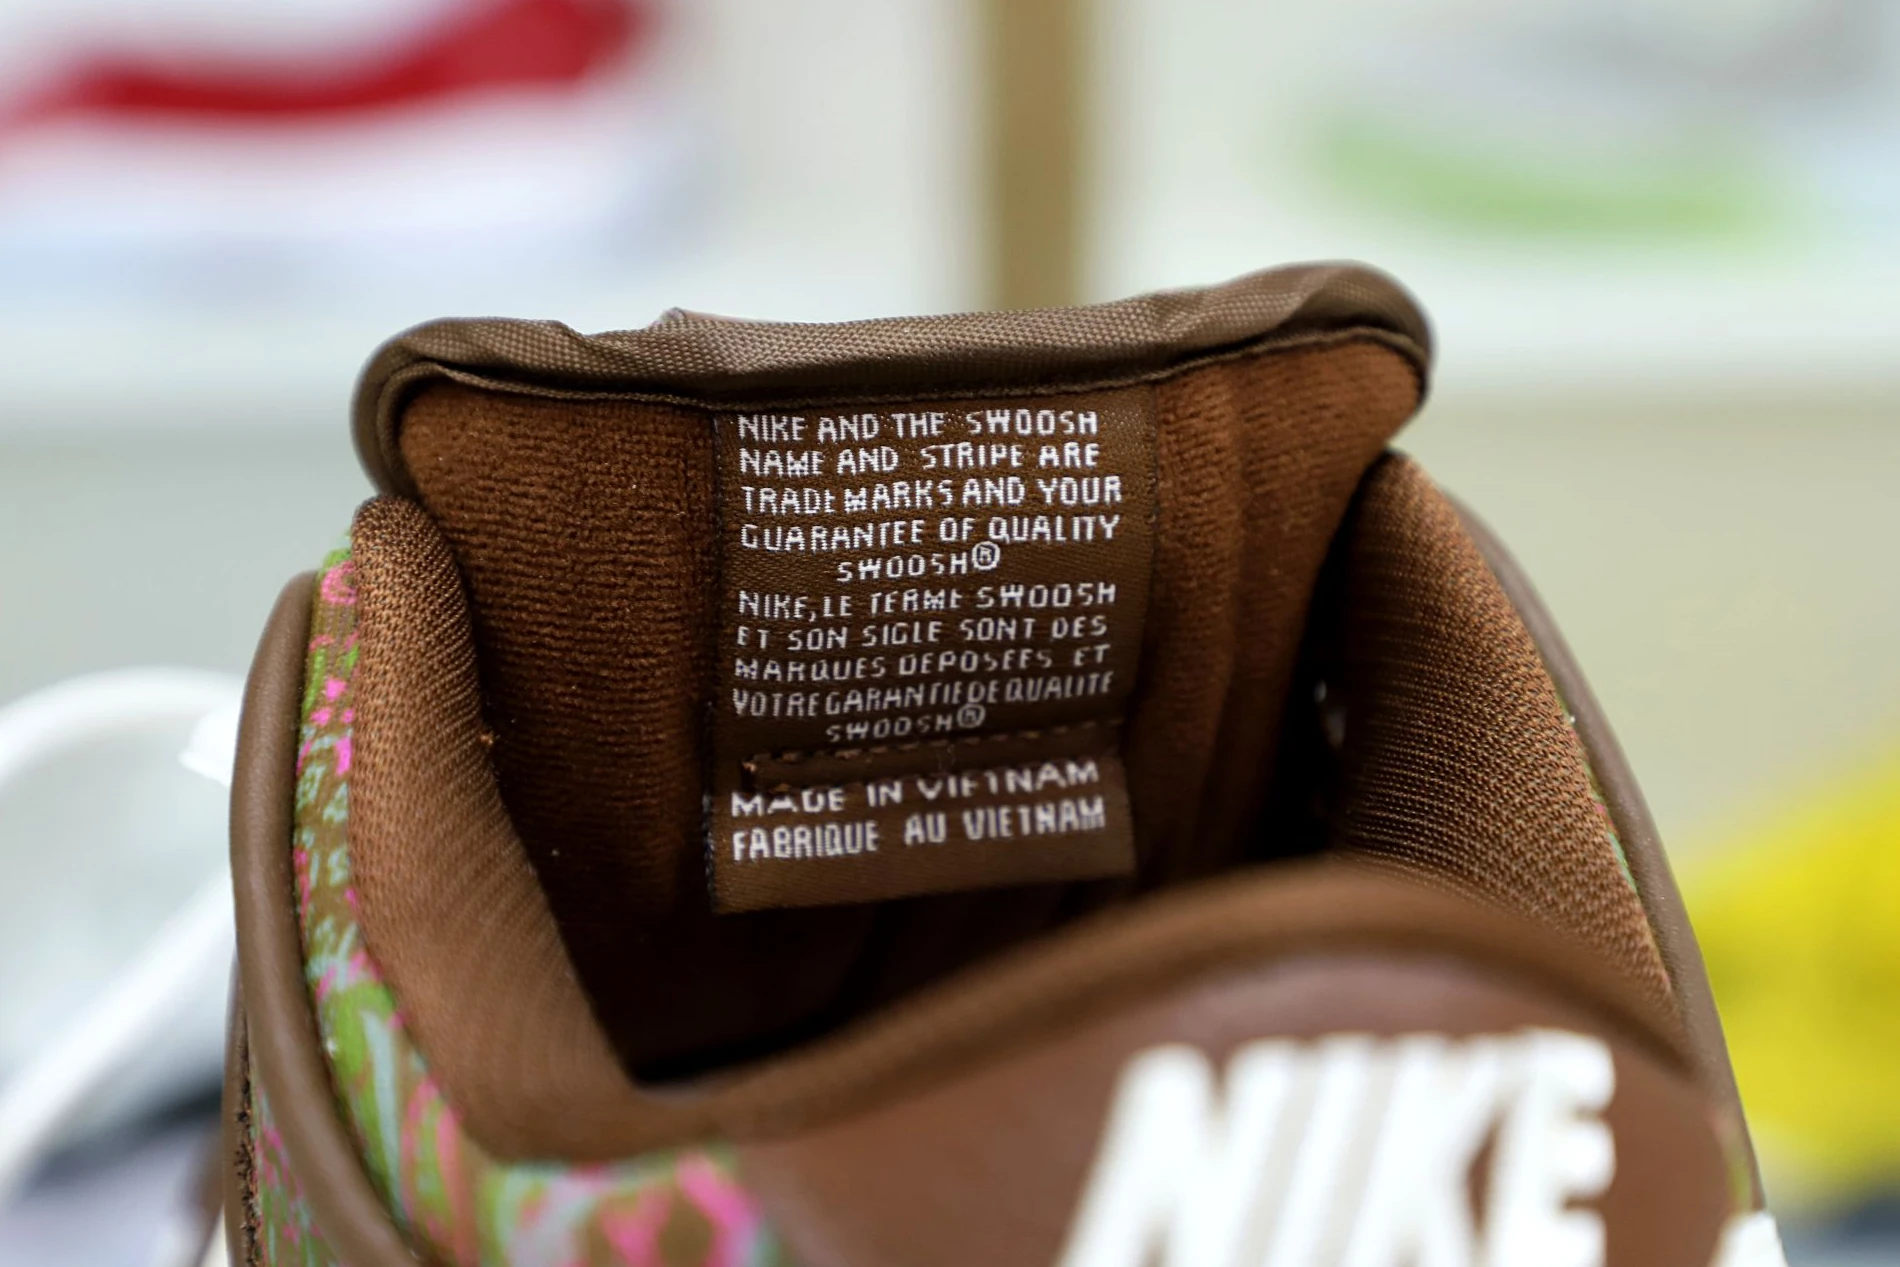 NIKE AND THE SWOOSH
NAME AND STRIPE ARE
TRADEMARKS AND YOUR
GUARANTEE OF QUALITY
SWOOSH®
NIKE, LE TERME SWOOSH
ET SON SIGLE SONT DES
MARQUES DEPOSEES ET
VOTRE GARANTIE DE QUALITE
SWOOSH®
MADE IN VIETNAM
FABRIQUE AU VIETNAM
NIKE